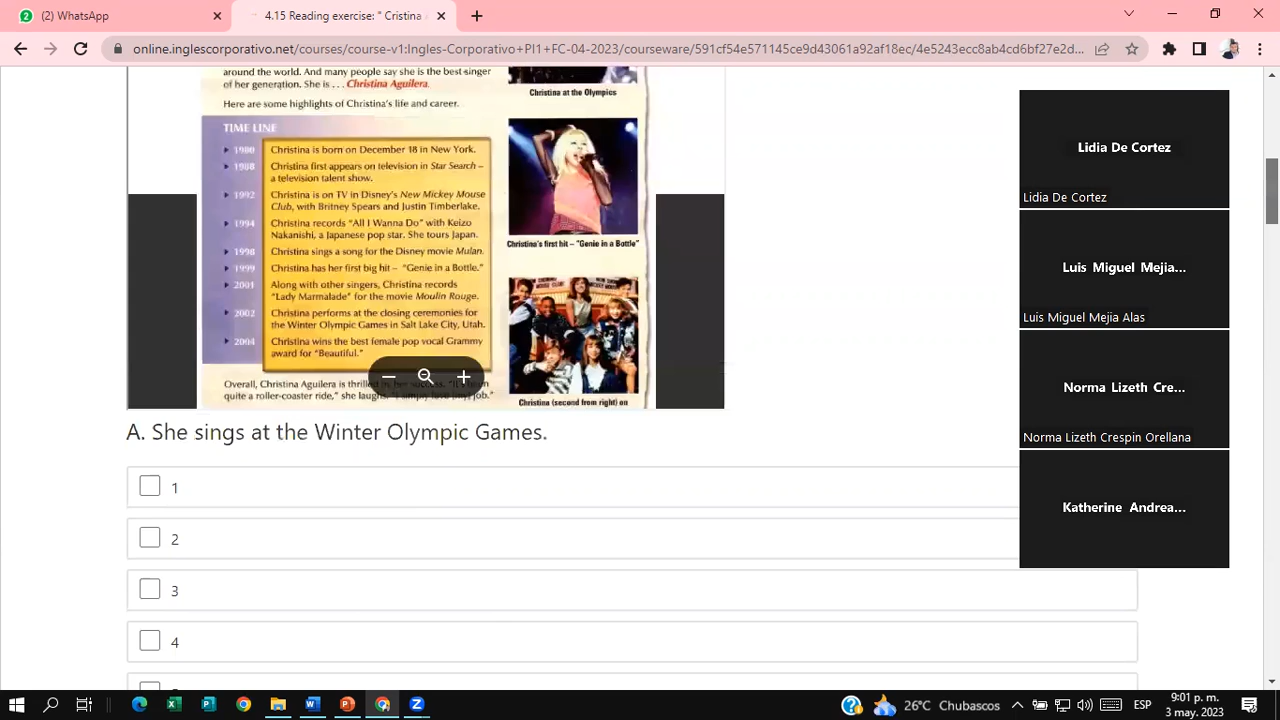 (2) WhatsApp
4.15 Reading exercise: " Cristina
online.inglescorporativo.net/courses/course-v1:Ingles-Corporativo+PI1+FC-04-2023/courseware/591cf54e571145ce9d43061a92af18ec/4e5243ecc8ab4cd6bf27e2d...
around the world. And many people say she is the best singer
of her generation. She is . . . Christina Aguilera.
Here are some highlights of Christina's life and career.
TIME LINE
1980 Christina is born on December 18 in New York.
1988 Christina first appears on television in Star Search –
a television talent show.
1992 Christina is on TV in Disney's New Mickey Mouse
Club, with Britney Spears and Justin Timberlake.
1994 Christina records "All I Wanna Do" with Keizo
Nakanishi, a Japanese pop star. She tours Japan.
1998 Christina sings a song for the Disney movie Mulan.
1999 Christina has her first big hit – "Genie in a Bottle."
2001 Along with other singers, Christina records
"Lady Marmalade" for the movie Moulin Rouge.
2002 Christina performs at the closing ceremonies for
the Winter Olympic Games in Salt Lake City, Utah.
2004 Christina wins the best female pop vocal Grammy
award for "Beautiful."
Overall, Christina Aguilera is thrilled in her success. "It's been
quite a roller-coaster ride," she laughs. "I simply love my job."
Christina at the Olympics
Christina's first hit – "Genie in a Bottle"
Christina (second from right) on
A. She sings at the Winter Olympic Games.
1
2
3
4
Lidia De Cortez
Lidia De Cortez
Luis Miguel Mejia...
Luis Miguel Mejia Alas
Norma Lizeth Cre...
Norma Lizeth Crespin Orellana
Katherine Andrea...
26°C Chubascos
ESP
9:01 p. m.
3 may. 2023